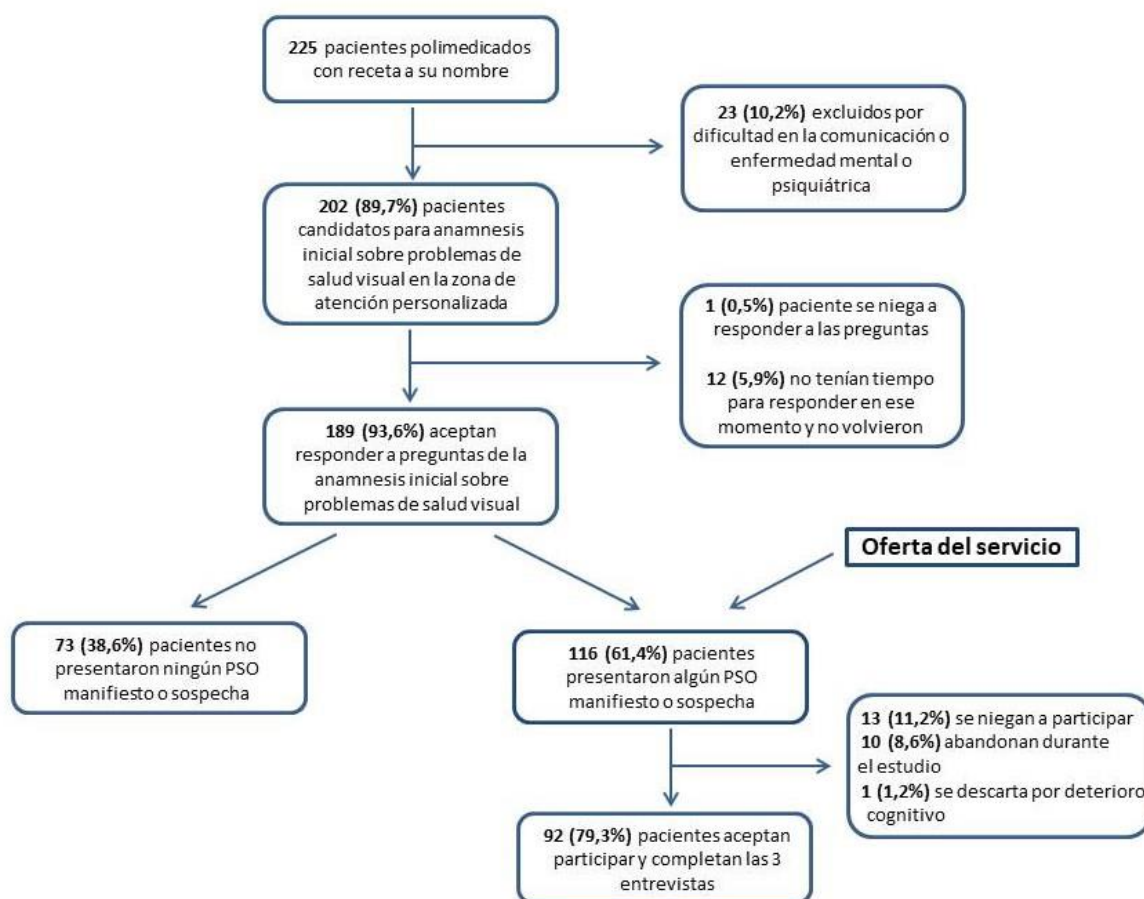 225 pacientes polimedicados
con receta a su nombre
23 (10,2%) excluidos por
dificultad en la comunicación o
enfermedad mental o
psiquiátrica
202 (89,7%) pacientes
candidatos para anamnesis
inicial sobre problemas de
salud visual en la zona de
atención personalizada
1 (0,5%) paciente se niega a
responder a las preguntas
12 (5,9%) no tenían tiempo
para responder en ese
momento y no volvieron
189 (93,6%) aceptan
responder a preguntas de la
anamnesis inicial sobre
problemas de salud visual
Oferta del servicio
73 (38,6%) pacientes no
presentaron ningún PSO
manifiesto o sospecha
116 (61,4%) pacientes
presentaron algún PSO
manifiesto o sospecha
13 (11,2%) se niegan a participar
10 (8,6%) abandonan durante
el estudio
1 (1,2%) se descarta por deterioro
cognitivo
92 (79,3%) pacientes aceptan
participar y completan las 3
entrevistas